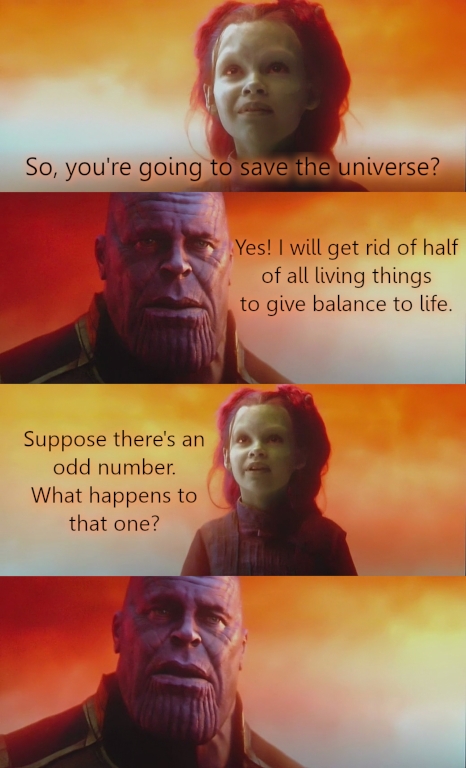 So, you're going to save the universe?
Yes! I will get rid of half
of all living things
to give balance to life.
Suppose there's an
odd number.
What happens to
that one?